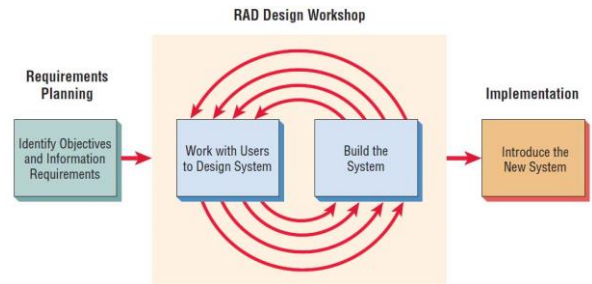 RAD Design Workshop
Requirements
Planning
Identify Objectives
and Information
Requirements
Work with Users
to Design System
Build the
System
Implementation
Introduce the
New System